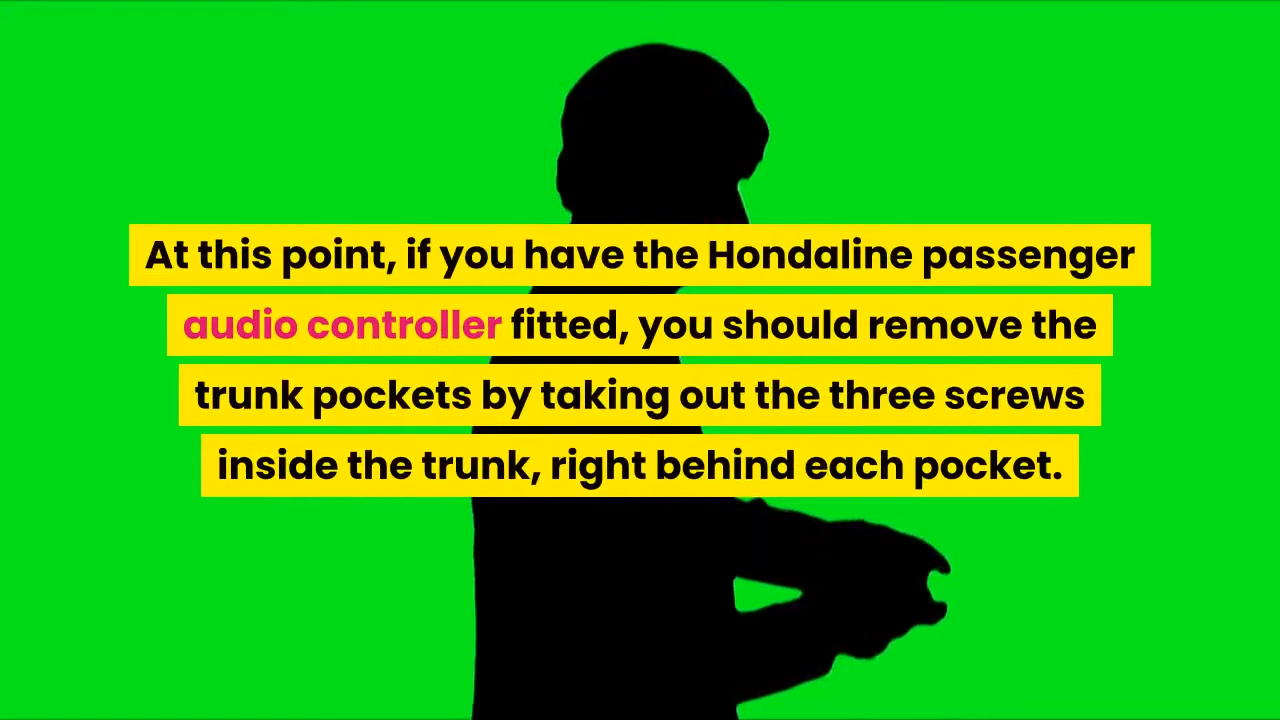 At this point, if you have the Hondaline passenger
audio controller fitted, you should remove the
trunk pockets by taking out the three screws
inside the trunk, right behind each pocket.